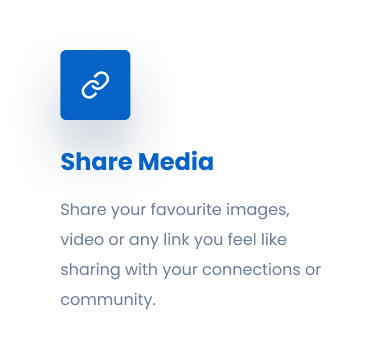 Share Media
Share your favourite images,
video or any link you feel like
sharing with your connections or
community.